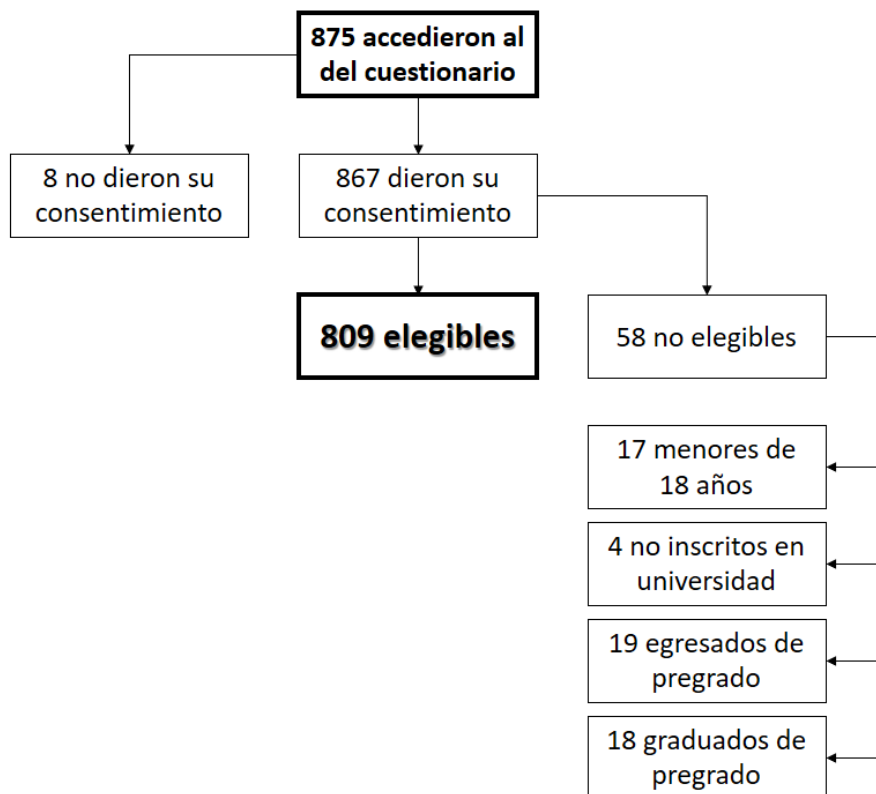 875 accedieron al
del cuestionario
8 no dieron su
consentimiento
867 dieron su
consentimiento
809 elegibles
58 no elegibles
17 menores de
18 años
4 no inscritos en
universidad
19 egresados de
pregrado
18 graduados de
pregrado